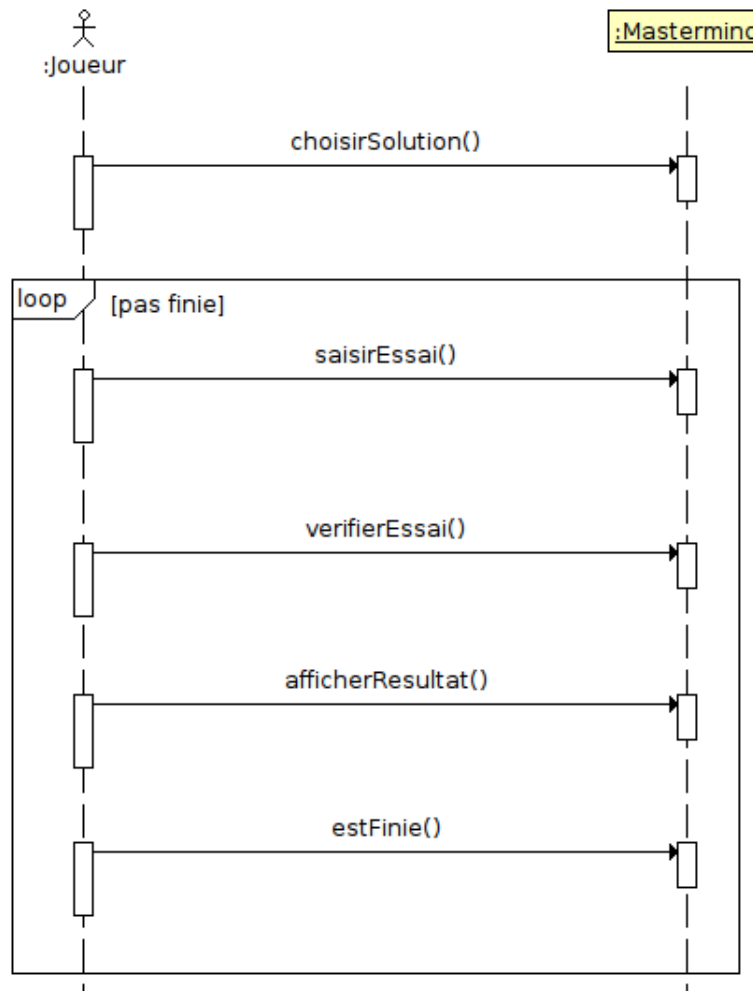 :Joueur
:Mastermind
choisirSolution()
loop
[pas finie]
saisirEssai()
verifierEssai()
afficherResultat()
estFinie()